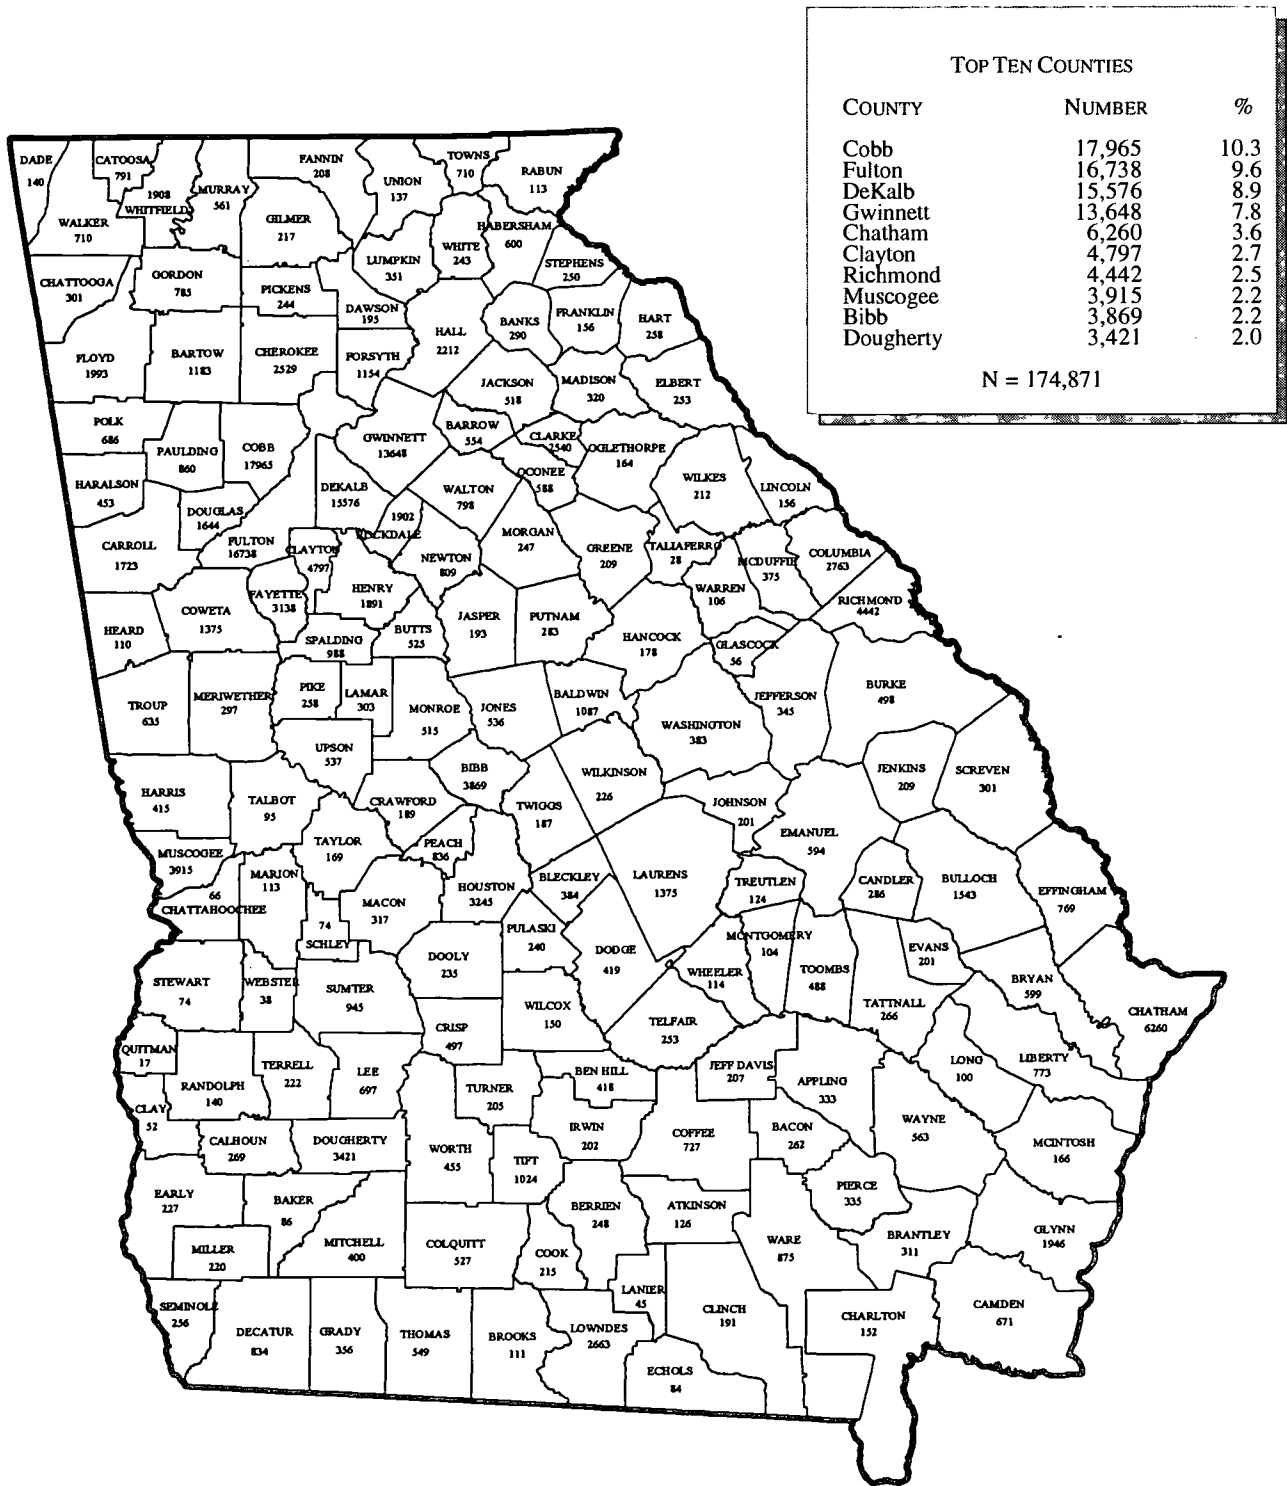 TOP TEN COUNTIES
COUNTY NUMBER %
Cobb 17,965 10.3
Fulton 16,738 9.6
DeKalb 15,576 8.9
Gwinnett 13,648 7.8
Chatham 6,260 3.6
Clayton 4,797 2.7
Richmond 4,442 2.5
Muscogee 3,915 2.2
Bibb 3,869 2.2
Dougherty 3,421 2.0
N = 174,871
DADE
140
CATOOSA
791
1908
WHITFIELD
MURRAY
561
FANNIN
208
UNION
137
TOWNS
710
RABUN
113
WALKER
710
GILMER
217
HABERSHAM
600
WHITE
243
LUMPKIN
351
STEPHENS
250
CHATTOOGA
301
GORDON
785
PICKENS
244
DAWSON
195
HALL
2212
BANKS
290
FRANKLIN
156
HART
258
FLOYD
1993
BARTOW
1183
CHEROKEE
2529
FORSYTH
1154
JACKSON
518
MADISON
320
ELBERT
253
POLK
686
PAULDING
860
COBB
17965
GWINNETT
13648
BARROW
554
CLARKE
2540
OGLETHORPE
164
OCONEE
588
HARALSON
453
DOUGLAS
1644
DEKALB
15576
WALTON
798
WILKES
212
LINCOLN
156
CARROLL
1723
FULTON
16738
CLAYTON
4797
1902
ROCKDALE
NEWTON
809
MORGAN
247
GREENE
209
TALIAFERRO
28
MCDUFFIE
375
COLUMBIA
2763
WARREN
106
RICHMOND
4442
COWETA
1375
FAYETTE
3138
HENRY
1891
HEARD
110
SPALDING
988
BUTTS
525
JASPER
193
PUTNAM
283
HANCOCK
178
GLASCOCK
56
TROUP
635
MERIWETHER
297
PIKE
258
LAMAR
303
MONROE
515
JONES
536
BALDWIN
1087
WASHINGTON
383
JEFFERSON
345
BURKE
498
UPSON
537
BIBB
3869
WILKINSON
226
JENKINS
209
SCREVEN
301
HARRIS
415
TALBOT
95
CRAWFORD
189
TWIGGS
187
JOHNSON
201
EMANUEL
594
TAYLOR
169
PEACH
836
MUSCOGEE
3915
66
CHATTAHOOCHEE
MARION
113
MACON
317
HOUSTON
3245
BLECKLEY
384
LAURENS
1375
TREUTLEN
124
CANDLER
286
BULLOCH
1543
EFFINGHAM
769
74
SCHLEY
PULASKI
240
DODGE
419
MONTGOMERY
104
DOOLY
235
WHEELER
114
TOOMBS
488
EVANS
201
BRYAN
599
STEWART
74
WEBSTER
38
SUMTER
945
WILCOX
150
TELFAIR
253
TATTNALL
266
CHATHAM
6260
CRISP
497
QUITMAN
17
RANDOLPH
140
TERRELL
222
LEE
697
TURNER
205
BEN HILL
418
JEFF DAVIS
207
APPLING
333
LONG
100
LIBERTY
773
CLAY
52
CALHOUN
269
DOUGHERTY
3421
WORTH
455
TIFT
1024
IRWIN
202
COFFEE
727
BACON
262
WAYNE
563
MCINTOSH
166
EARLY
227
BAKER
86
PIERCE
335
MILLER
220
MITCHELL
400
COLQUITT
527
COOK
215
BERRIEN
248
ATKINSON
126
WARE
875
BRANTLEY
311
GLYNN
1946
SEMINOLE
256
DECATUR
834
GRADY
356
THOMAS
549
BROOKS
111
LOWNDES
2663
LANIER
45
CLINCH
191
CHARLTON
152
CAMDEN
671
ECHOLS
84